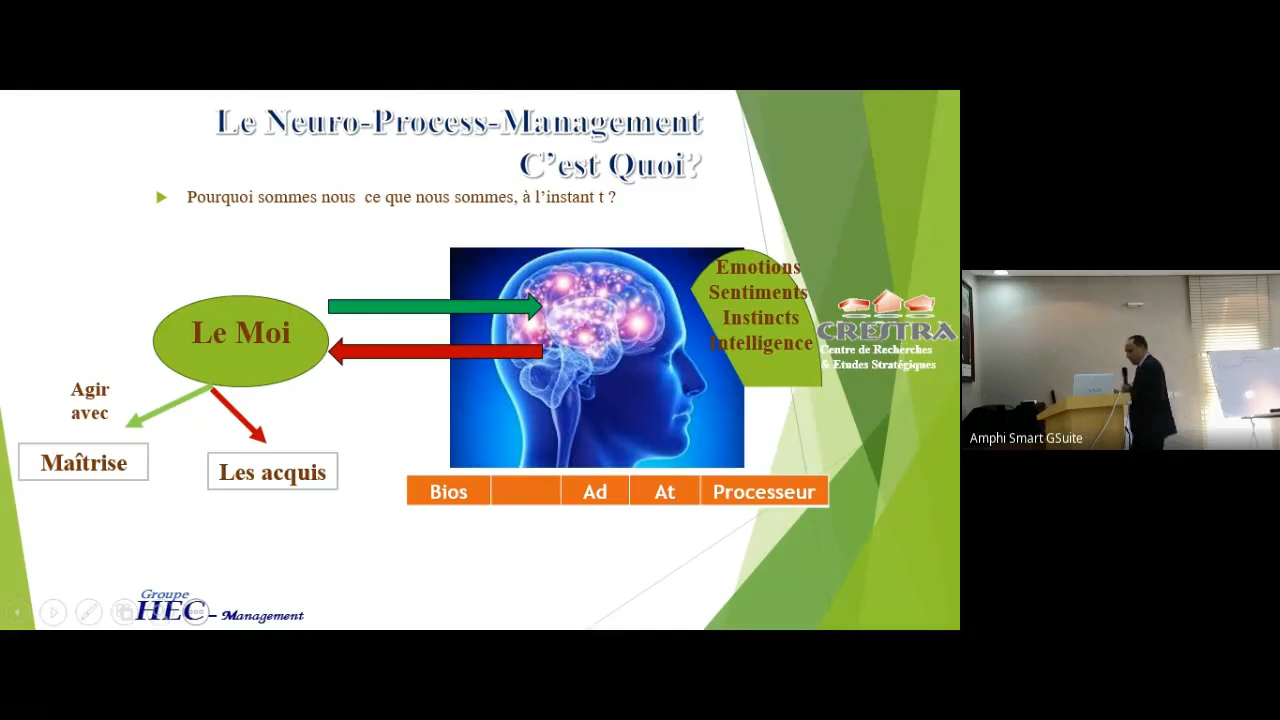 Le Neuro-Process-Management
C'est Quoi?
Pourquoi sommes nous ce que nous sommes, à l'instant t ?
Emotions
Sentiments
Instincts
Intelligence
Le Moi
CRESTRA
Centre de Recherches
& Etudes Stratégiques
Agir
avec
Maîtrise
Les acquis
Bios Ad At Processeur
Amphi Smart GSuite
Groupe
HEC - Management